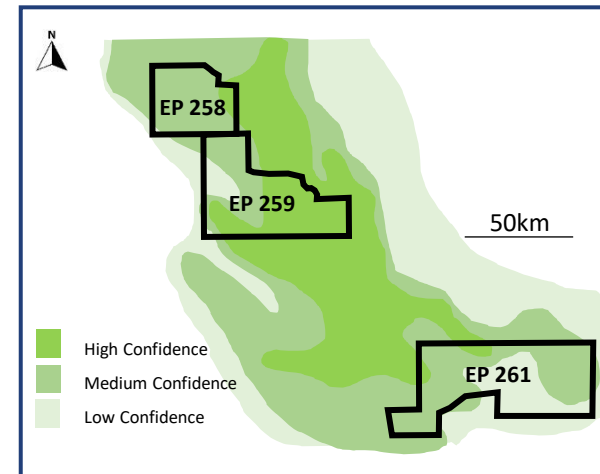 N
EP 258
EP 259
50km
High Confidence
EP 261
Medium Confidence
Low Confidence